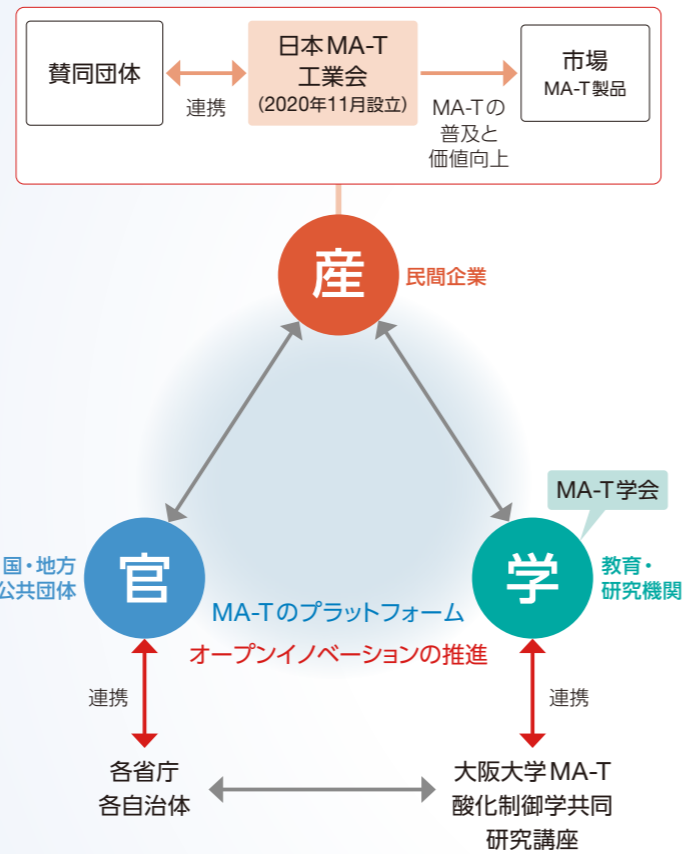 賛同団体
連携
日本MA-T
工業会
(2020年11月設立)
MA-Tの
普及と
価値向上
市場
MA-T製品
産
民間企業
MA-T学会
官
国・地方
公共団体
学
教育・
研究機関
MA-Tのプラットフォーム
オープンイノベーションの推進
連携
連携
各省庁
各自治体
大阪大学MA-T
酸化制御学共同
研究講座